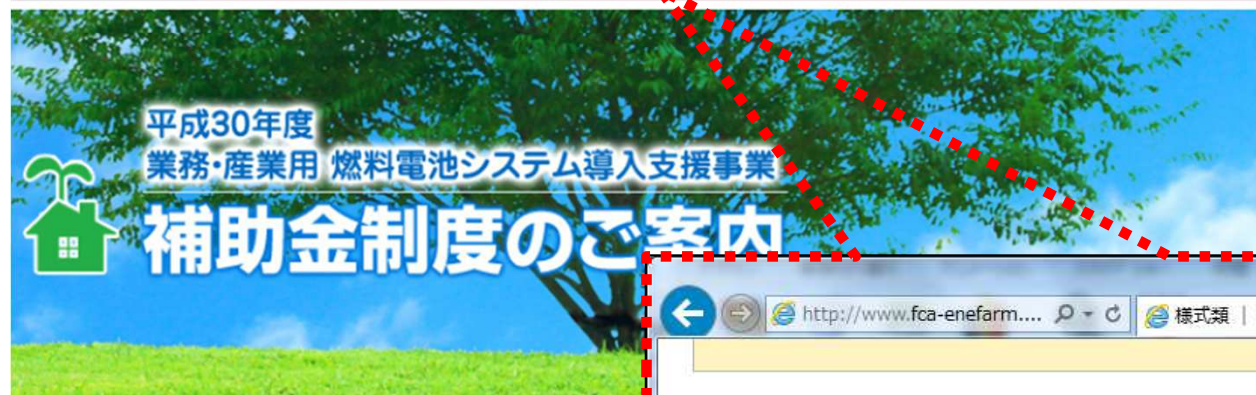 平成30年度
業務・産業用 燃料電池システム導入支援事業
補助金制度のご案内
http://www.fca-enefarm....
様式類 |